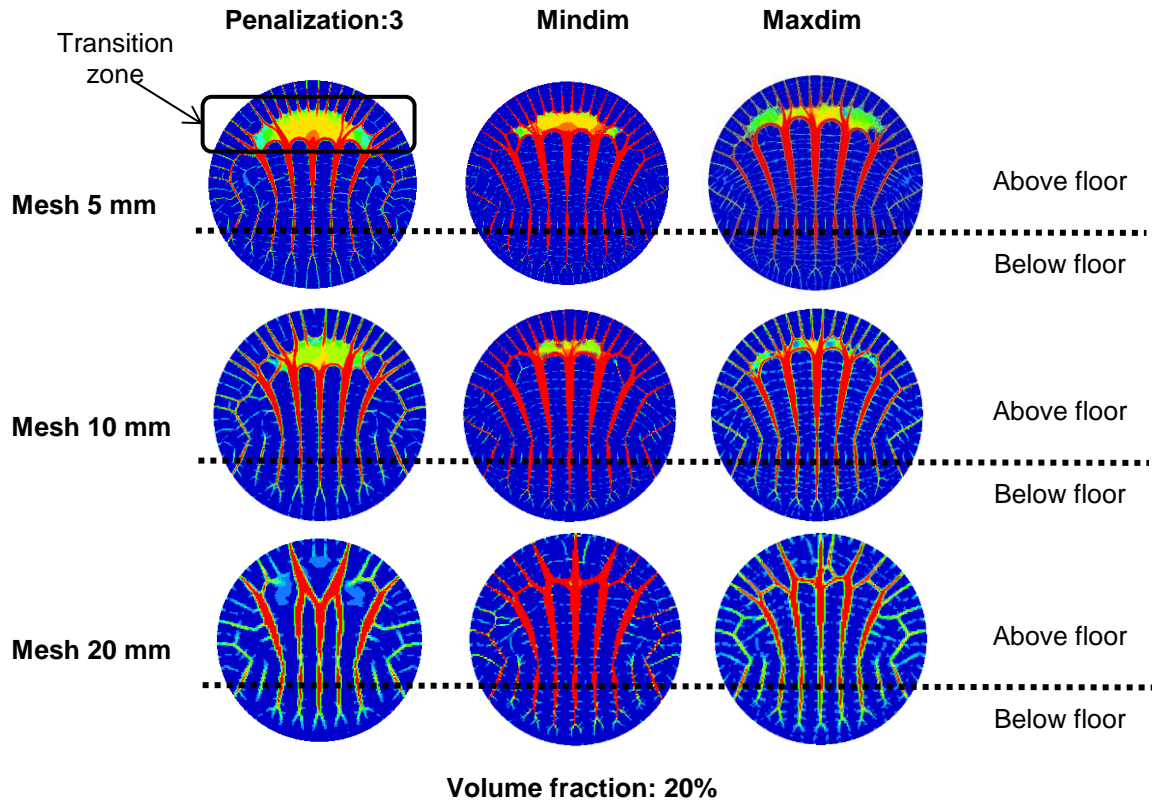 Penalization:3
Mindim
Maxdim
Transition
zone
Mesh 5 mm
Above floor
Below floor
Mesh 10 mm
Above floor
Below floor
Mesh 20 mm
Above floor
Below floor
Volume fraction: 20%